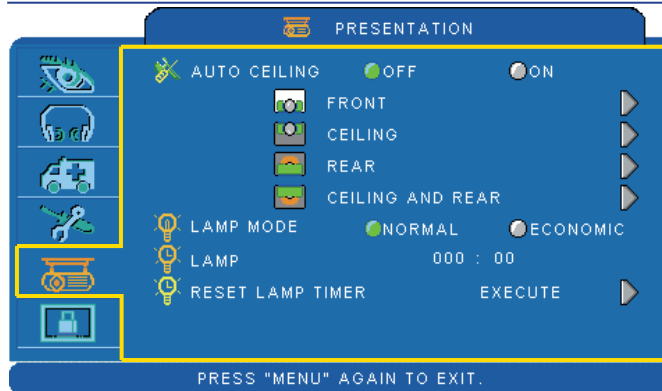 PRESENTATION
AUTO CEILING OFF ON
FRONT
CEILING
REAR
CEILING AND REAR
LAMP MODE NORMAL ECONOMIC
LAMP 000 : 00
RESET LAMP TIMER EXECUTE
PRESS "MENU" AGAIN TO EXIT.